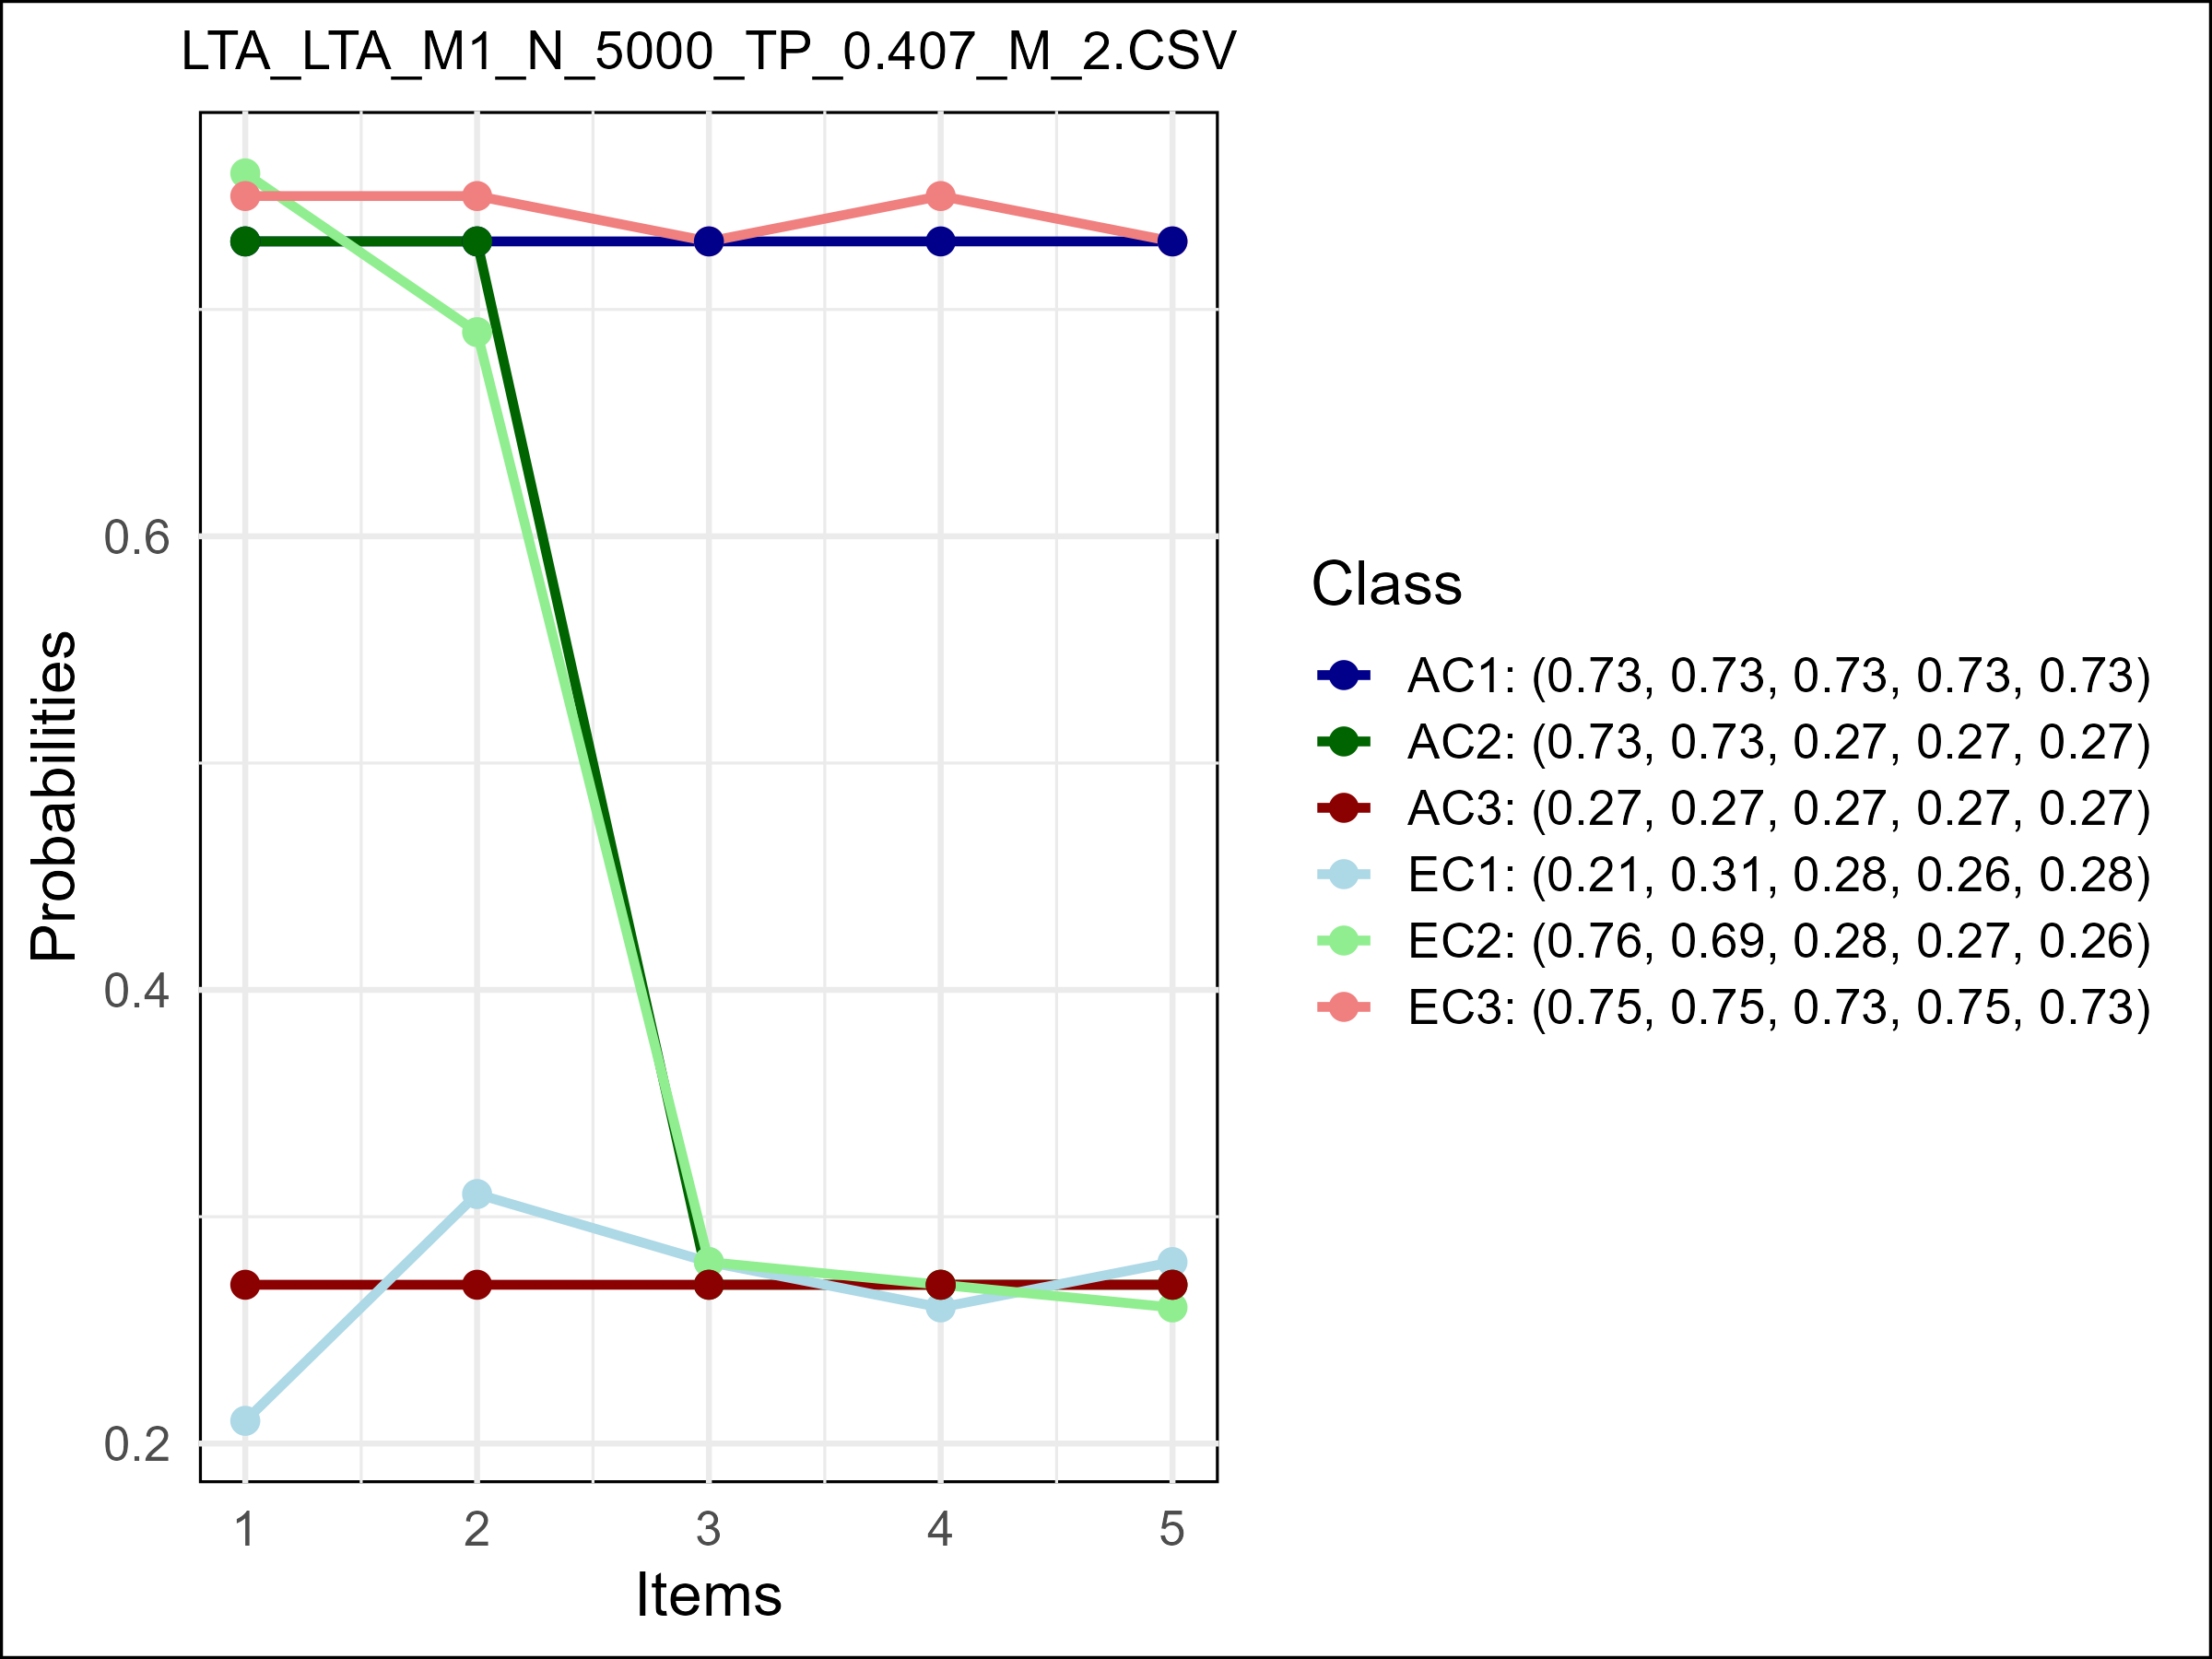 LTA_LTA_M1_N_5000_TP_0.407_M_2.CSV
Probabilities
0.6
0.4
0.2
1 2 3 4 5
Items
Class
AC1: (0.73, 0.73, 0.73, 0.73, 0.73)
AC2: (0.73, 0.73, 0.27, 0.27, 0.27)
AC3: (0.27, 0.27, 0.27, 0.27, 0.27)
EC1: (0.21, 0.31, 0.28, 0.26, 0.28)
EC2: (0.76, 0.69, 0.28, 0.27, 0.26)
EC3: (0.75, 0.75, 0.73, 0.75, 0.73)